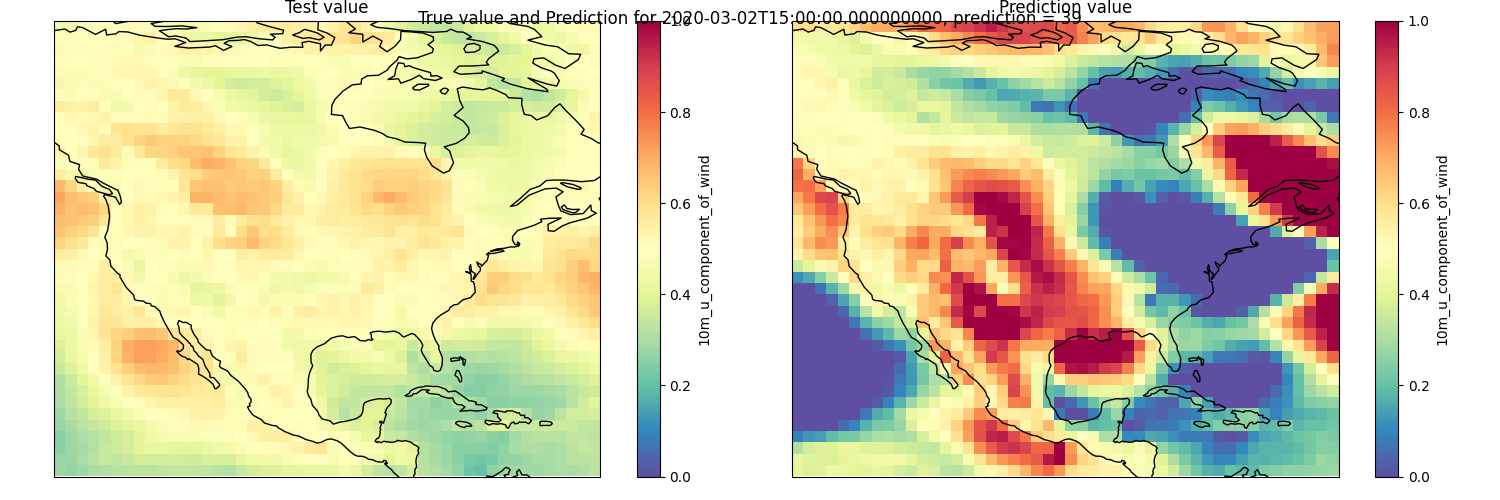 Test value
Prediction value
True value and Prediction for 2020-03-02T15:00:00.000000000  prediction = 39
1.0
0.8
0.6
0.4
0.2
0.0
10m_u_component_of_wind
1.0
0.8
0.6
0.4
0.2
0.0
10m_u_component_of_wind